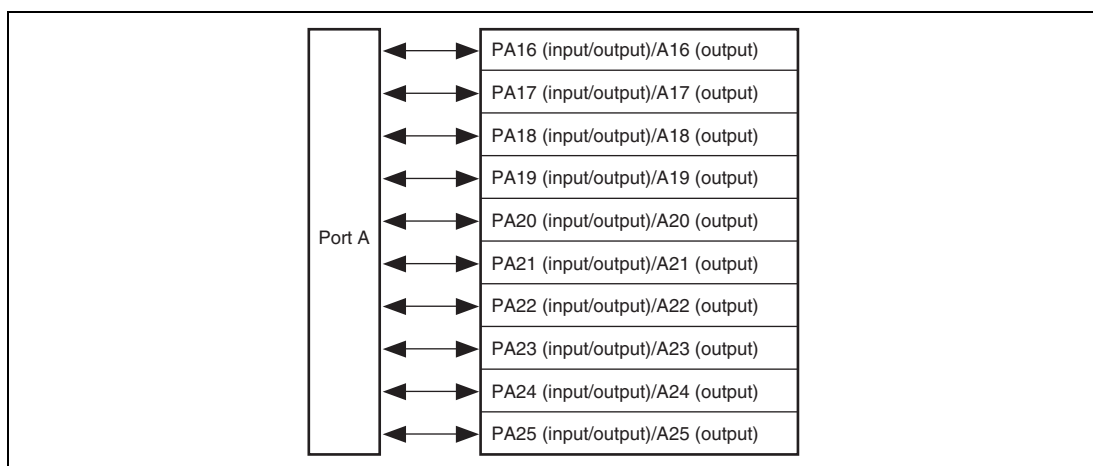 Port A
PA16 (input/output)/A16 (output)
PA17 (input/output)/A17 (output)
PA18 (input/output)/A18 (output)
PA19 (input/output)/A19 (output)
PA20 (input/output)/A20 (output)
PA21 (input/output)/A21 (output)
PA22 (input/output)/A22 (output)
PA23 (input/output)/A23 (output)
PA24 (input/output)/A24 (output)
PA25 (input/output)/A25 (output)